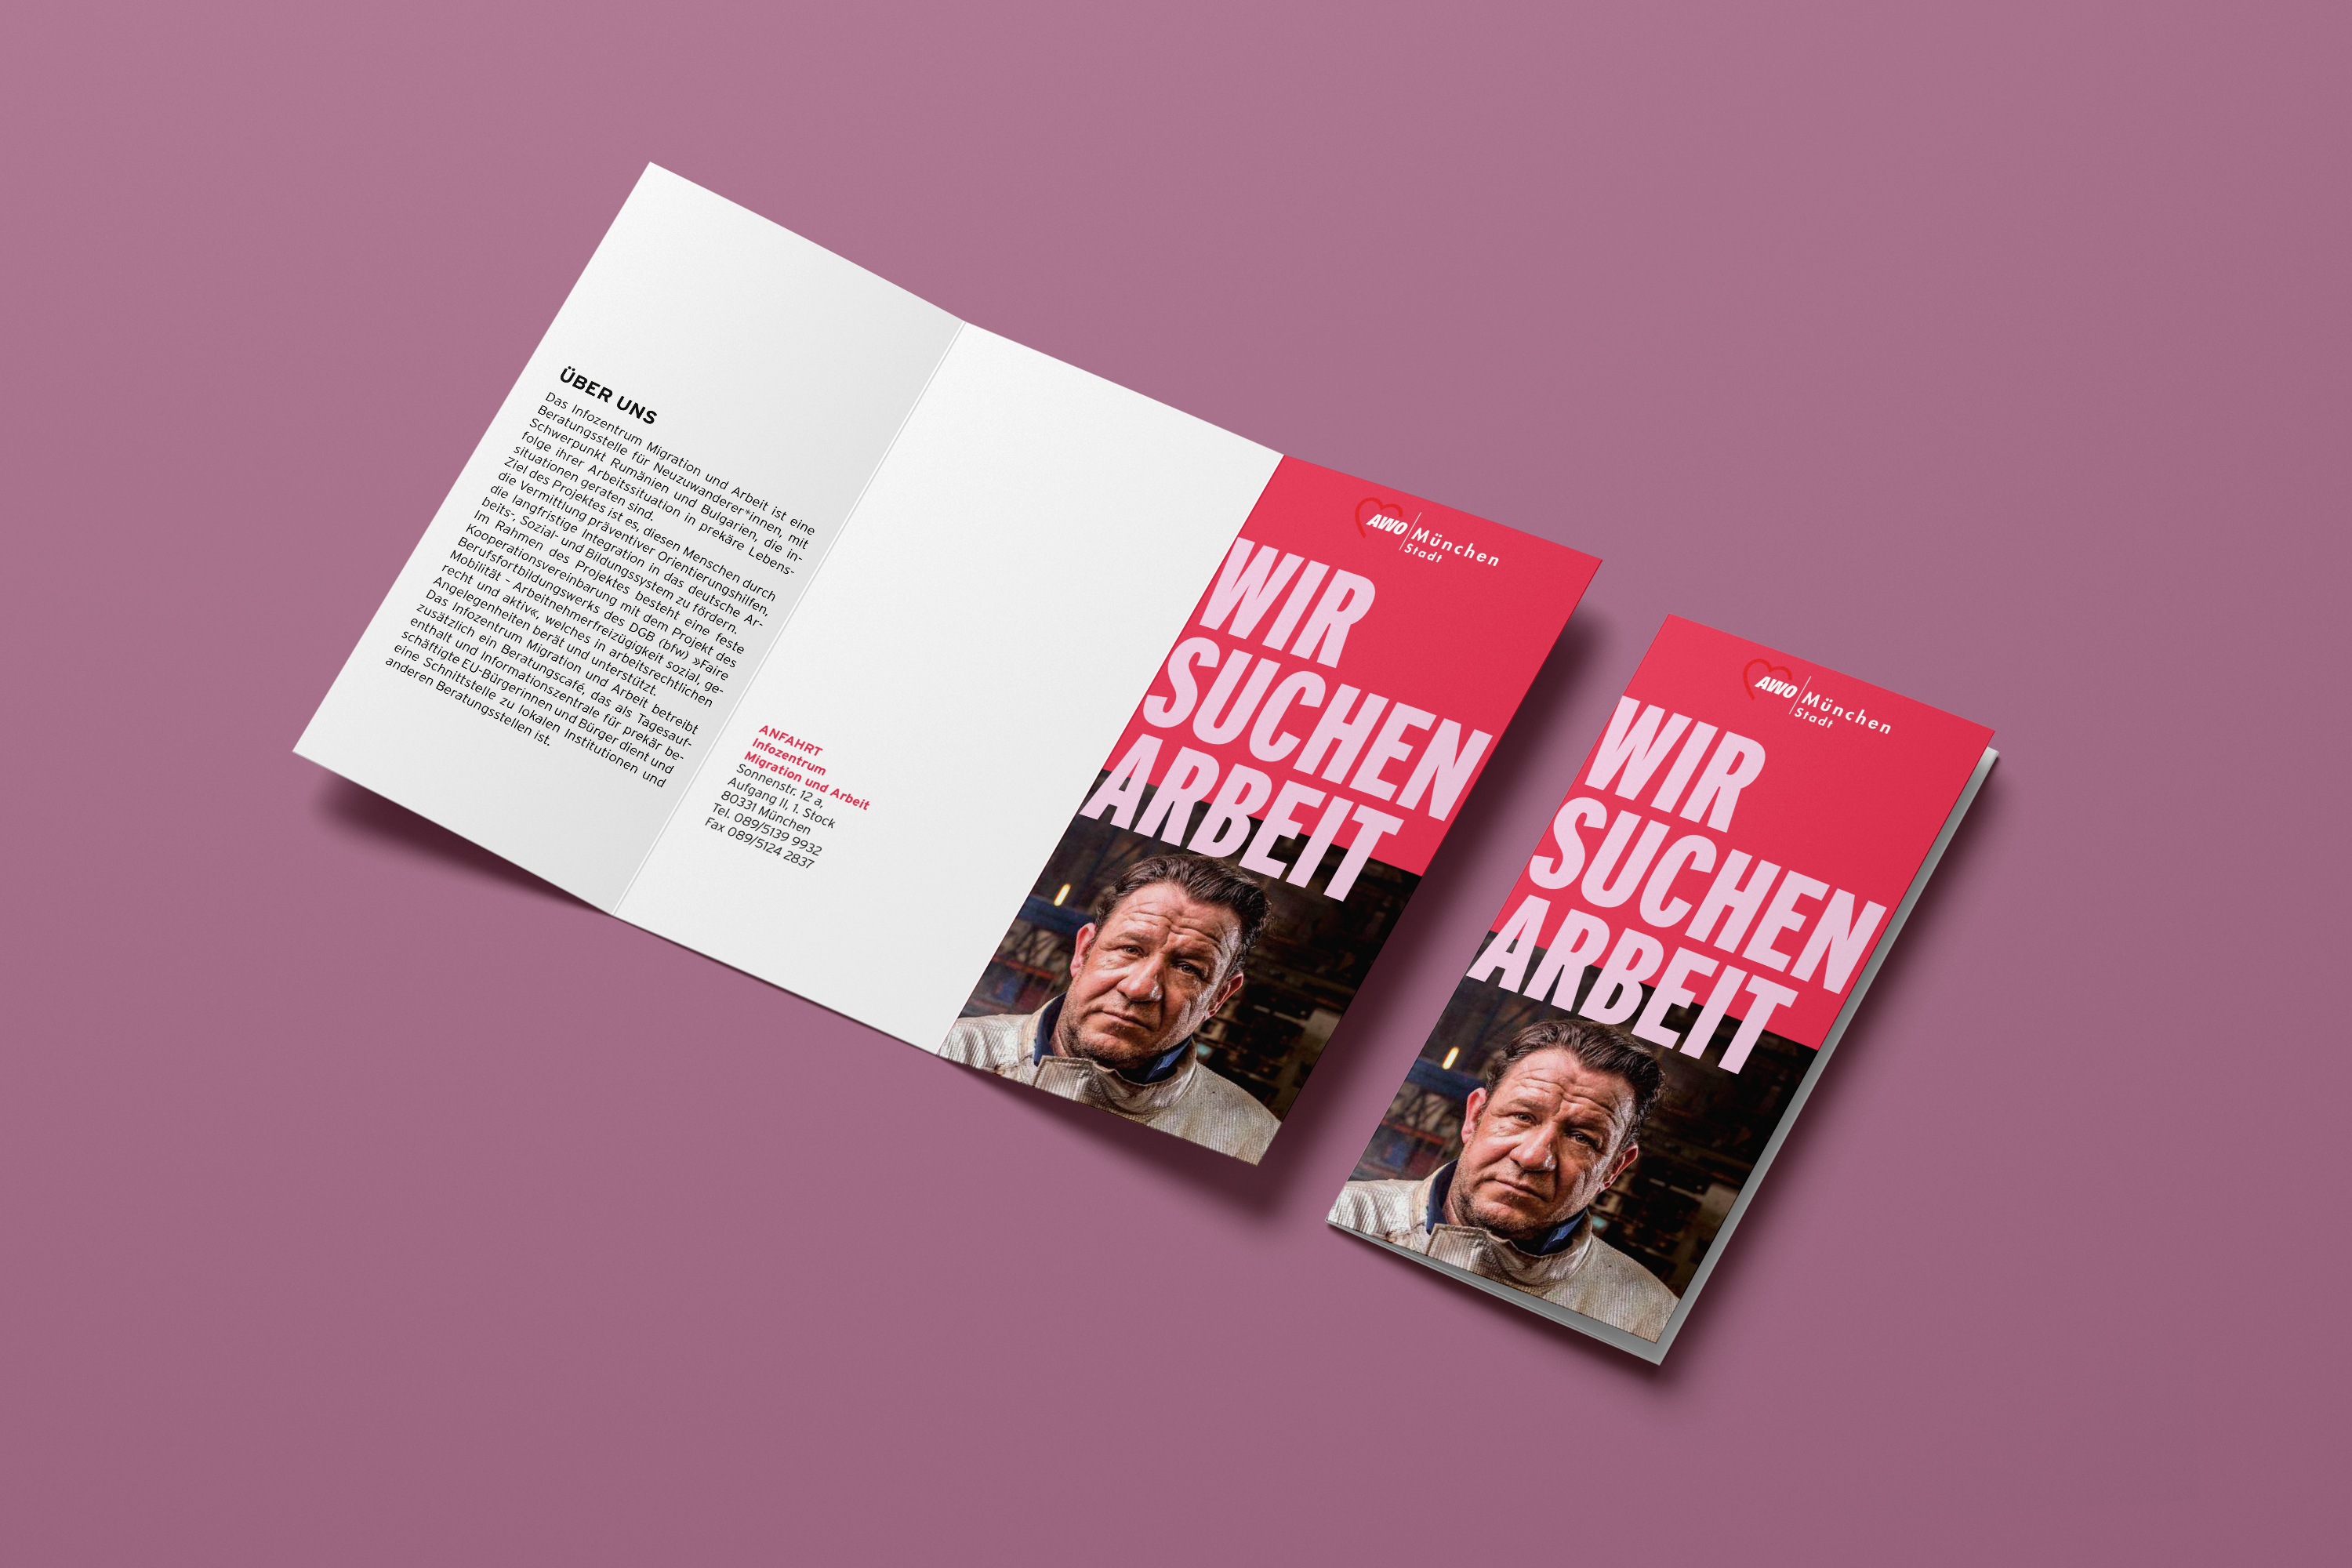 ÜBER UNS
Das Infozentrum Migration und Arbeit ist eine
Beratungsstelle für Neuzuwanderer*innen, mit
Schwerpunkt Rumänien und Bulgarien, die in-
folge ihrer Arbeitssituation in prekäre Lebens-
situationen geraten sind.
Ziel des Projektes ist es, diesen Menschen durch
die Vermittlung präventiver Orientierungshilfen,
die langfristige Integration in das deutsche Ar-
beits-, Sozial- und Bildungssystem zu fördern.
Im Rahmen des Projektes besteht eine feste
Kooperationsvereinbarung mit dem Projekt des
Berufsfortbildungswerks des DGB (bfw) »Faire
Mobilität – Arbeitnehmerfreizügigkeit sozial, ge-
recht und aktiv«, welches in arbeitsrechtlichen
Angelegenheiten berät und unterstützt.
Das Infozentrum Migration und Arbeit betreibt
zusätzlich ein Beratungscafé, das als Tagesauf-
enthalt und Informationszentrale für prekär be-
schäftigte EU-Bürgerinnen und Bürger dient und
eine Schnittstelle zu lokalen Institutionen und
anderen Beratungsstellen ist.
ANFAHRT
Infozentrum
Migration und Arbeit
Sonnenstr. 12 a,
Aufgang II, 1. Stock
80331 München
Tel. 089/5139 9932
Fax 089/5124 2837
AWO München
Stadt
WIR
SUCHEN
ARBEIT
AWO München
Stadt
WIR
SUCHEN
ARBEIT